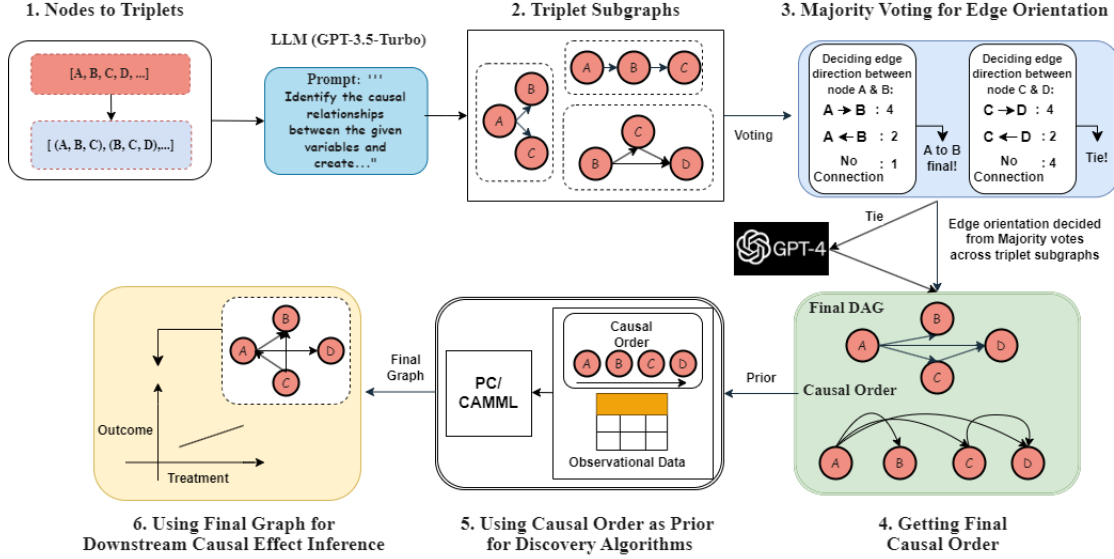 1. Nodes to Triplets
[A, B, C, D, ...]
[ (A, B, C), (B, C, D),...]
LLM (GPT-3.5-Turbo)
Prompt: '''
Identify the causal
relationships
between the given
variables and
create..."
2. Triplet Subgraphs
A
B
C
A
B
C
B
C
D
Voting
3. Majority Voting for Edge Orientation
Deciding edge
direction between
node A & B:
A → B : 4
A ← B : 2
No
Connection : 1
A to B
final!
Deciding edge
direction between
node C & D:
C → D : 4
C ← D : 2
No
Connection : 4
Tie!
Tie
GPT-4
Edge orientation decided
from Majority votes
across triplet subgraphs
Final DAG
A
B
C
D
Causal Order
A
B
C
D
4. Getting Final
Causal Order
Prior
Causal
Order
A
B
C
D
Observational Data
PC/
CAMML
5. Using Causal Order as Prior
for Discovery Algorithms
Final
Graph
B
A
D
C
Outcome
Treatment
6. Using Final Graph for
Downstream Causal Effect Inference